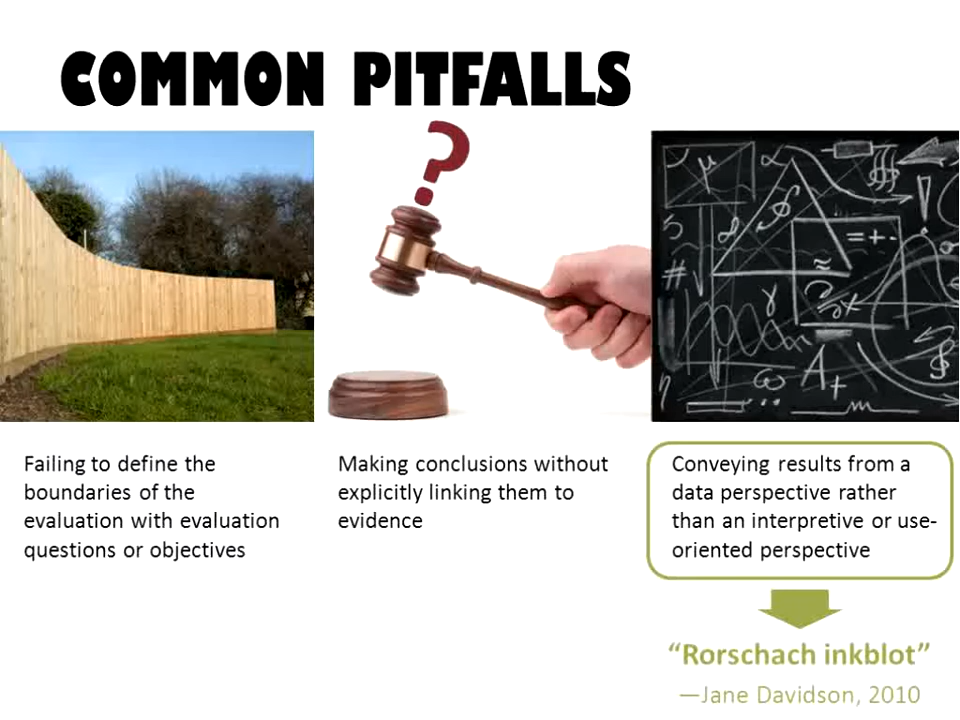 COMMON PITFALLS
?
μ
α
$
=+-
#
≈
γ
ω
A+
m
η
Failing to define the
boundaries of the
evaluation with evaluation
questions or objectives
Making conclusions without
explicitly linking them to
evidence
Conveying results from a
data perspective rather
than an interpretive or use-
oriented perspective
“Rorschach inkblot”
—Jane Davidson, 2010